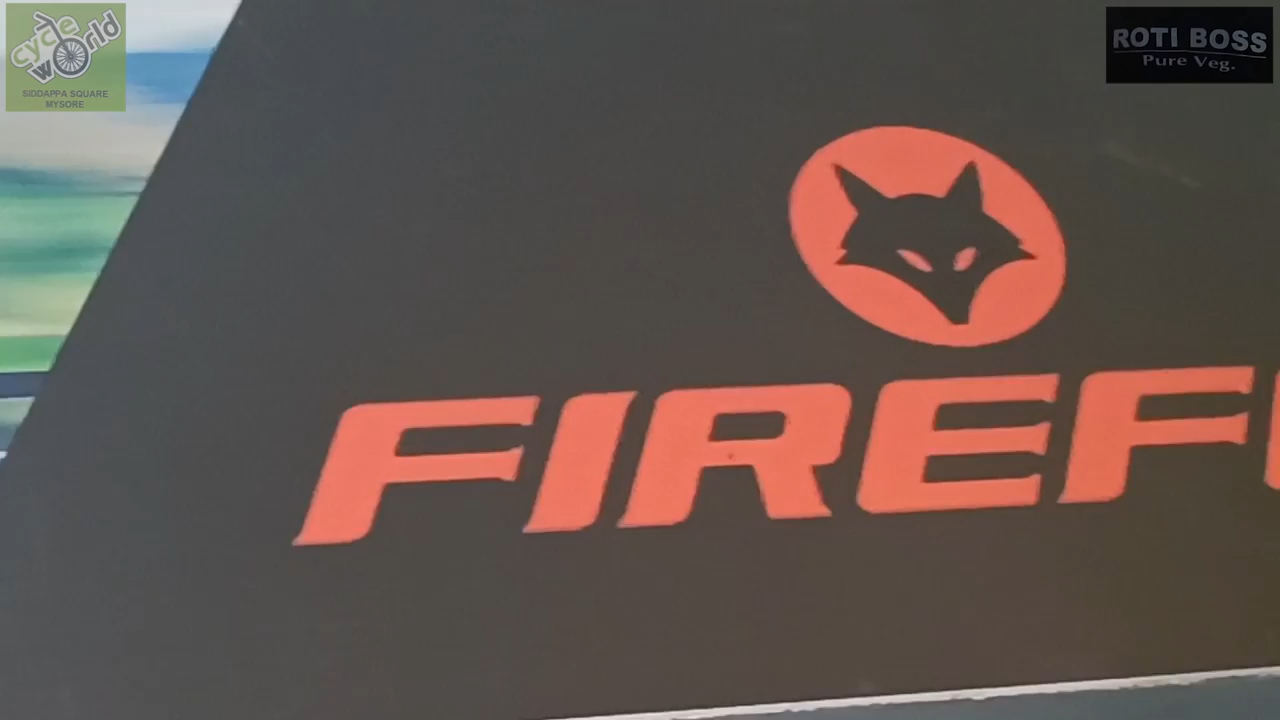 cycle
world
SIDDAPPA SQUARE
MYSORE
ROTI BOSS
Pure Veg.
FIREF